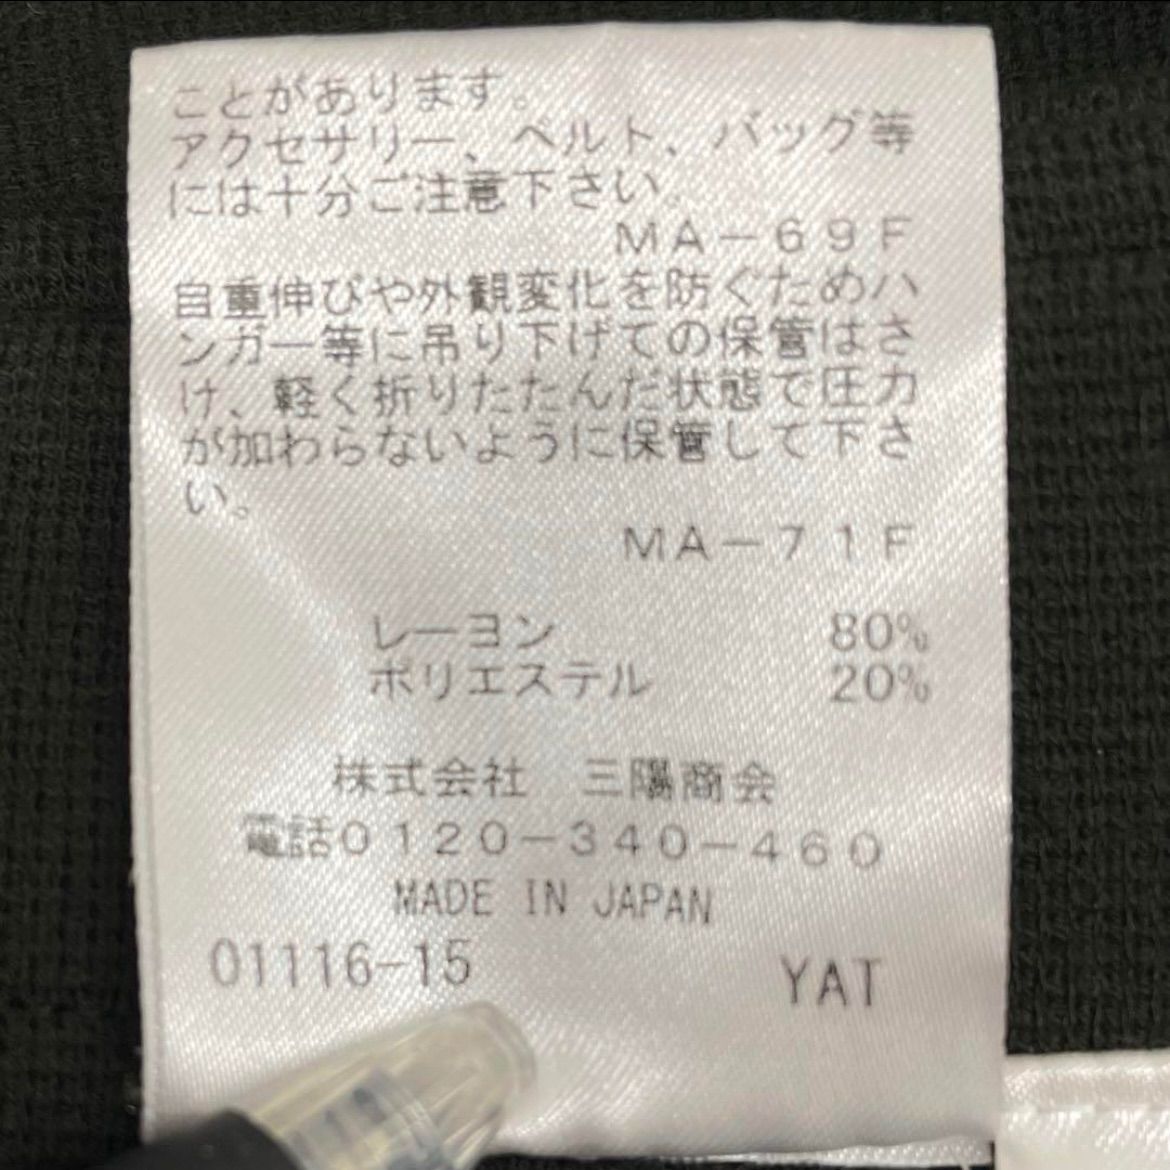 ことがあります。
アクセサリー、ベルト、バッグ等
には十分ご注意下さい。
ＭＡ－６９Ｆ
自重伸びや外観変化を防ぐためハ
ンガー等に吊り下げての保管はさ
け、軽く折りたたんだ状態で圧力
が加わらないように保管して下さ
い。
ＭＡ－７１Ｆ
レーヨン 80%
ポリエステル 20%
株式会社　三陽商会
電話０１２０－３４０－４６０
MADE IN JAPAN
01116-15 YAT